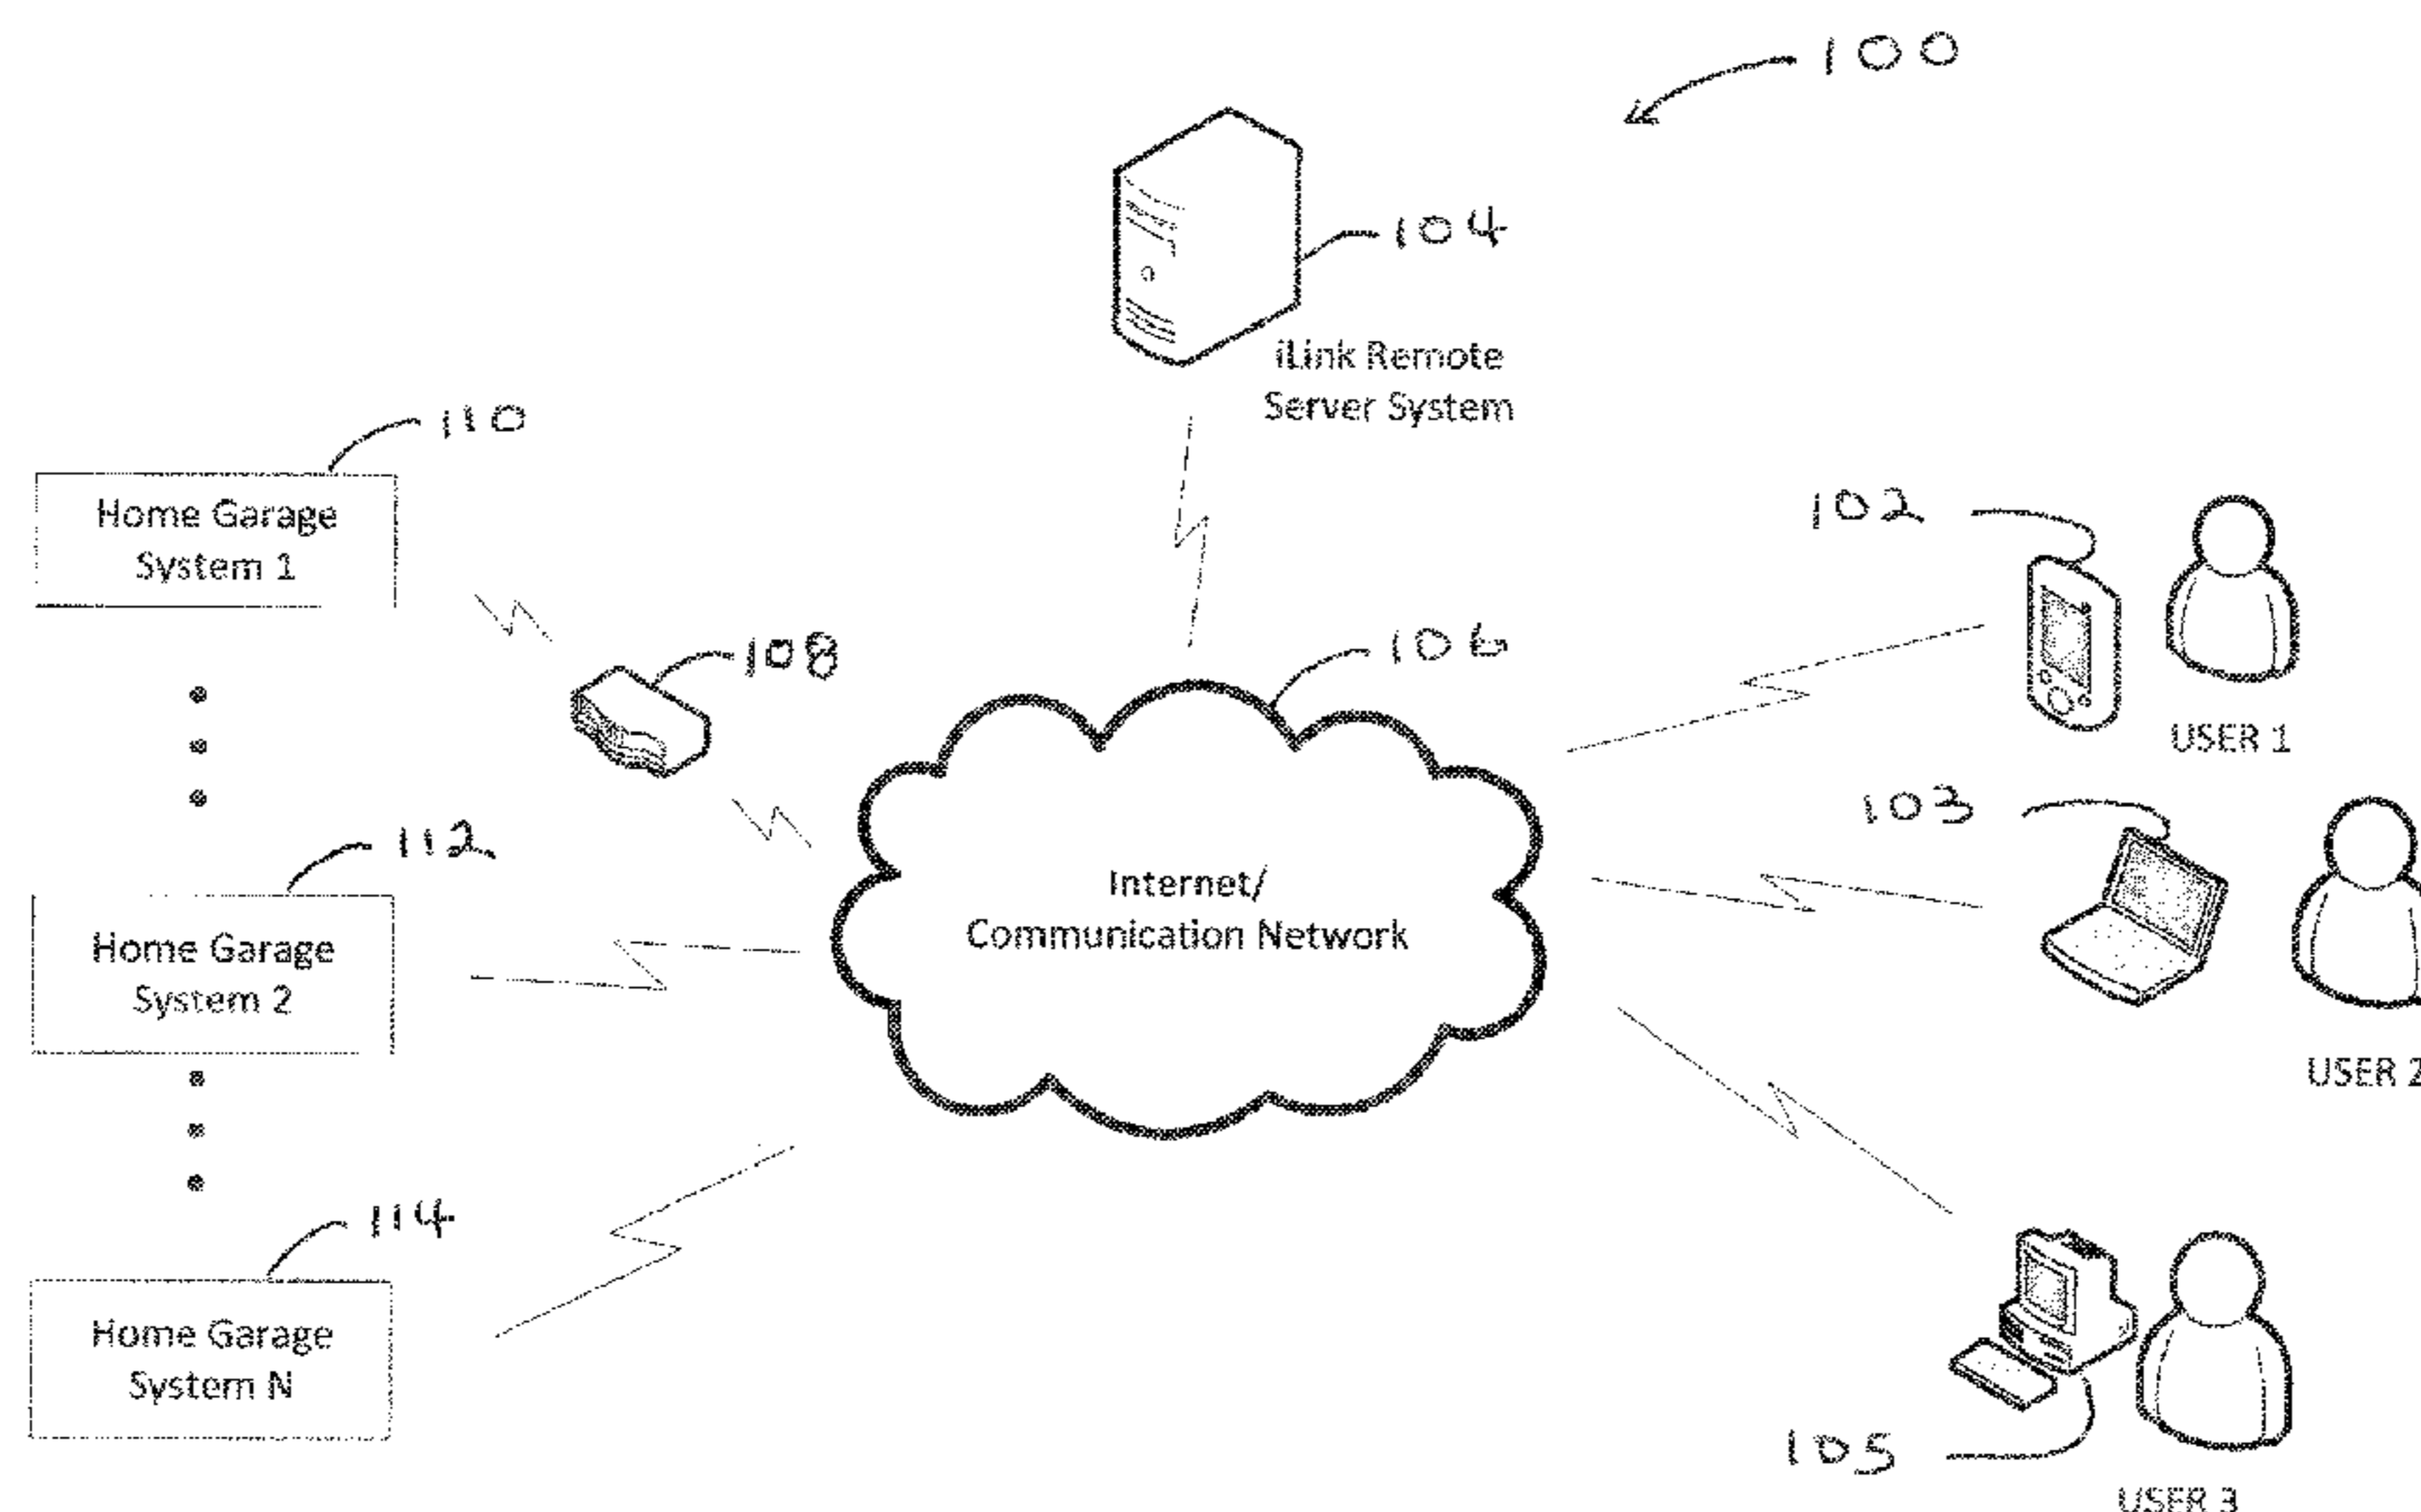 100
104
iLink Remote
Server System
110
Home Garage
System 1
102
108
106
USER 1
103
112
Internet/
Communication Network
Home Garage
System 2
USER 2
114
Home Garage
System N
105
USER 3